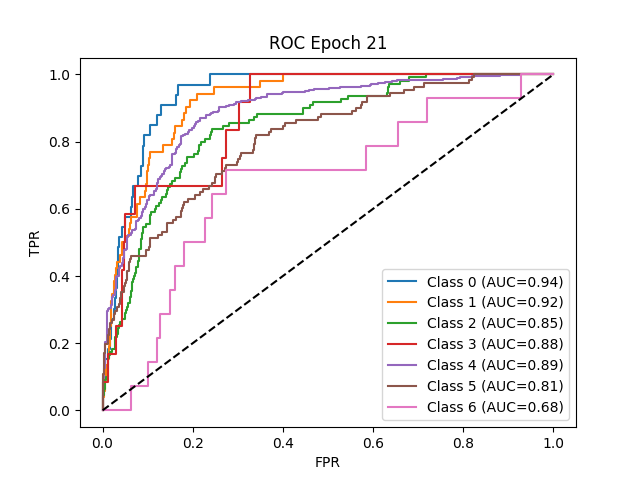 ROC Epoch 21
TPR
1.0
0.8
0.6
0.4
0.2
0.0
Class 0 (AUC=0.94)
Class 1 (AUC=0.92)
Class 2 (AUC=0.85)
Class 3 (AUC=0.88)
Class 4 (AUC=0.89)
Class 5 (AUC=0.81)
Class 6 (AUC=0.68)
0.0 0.2 0.4 0.6 0.8 1.0
FPR